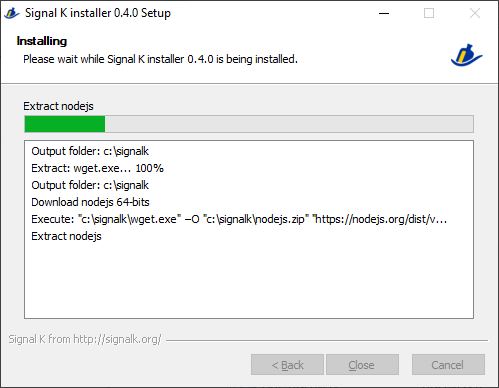 Signal K installer 0.4.0 Setup
Installing
Please wait while Signal K installer 0.4.0 is being installed.
Extract nodejs
Output folder: c:\signalk
Extract: wget.exe... 100%
Output folder: c:\signalk
Download nodejs 64-bits
Execute: "c:\signalk\wget.exe" –O "c:\signalk\nodejs.zip" "https://nodejs.org/dist/v...
Extract nodejs
Signal K from http://signalk.org/
< Back Close Cancel